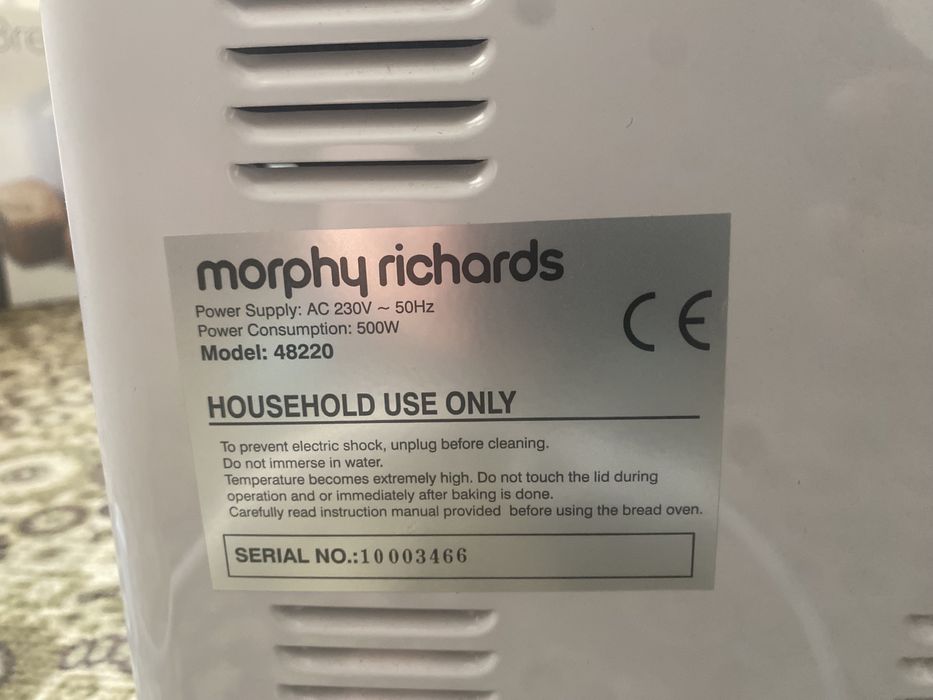 morphy richards
Power Supply: AC 230V ~ 50Hz
Power Consumption: 500W
Model: 48220
CE
HOUSEHOLD USE ONLY
To prevent electric shock, unplug before cleaning.
Do not immerse in water.
Temperature becomes extremely high. Do not touch the lid during
operation and or immediately after baking is done.
Carefully read instruction manual provided before using the bread oven.
SERIAL NO.:10003466